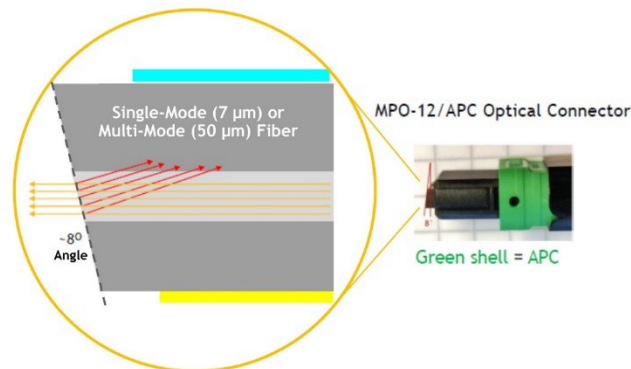 Single-Mode (7 µm) or
Multi-Mode (50 µm) Fiber
~8º
Angle
MPO-12/APC Optical Connector
8°
Green shell = APC